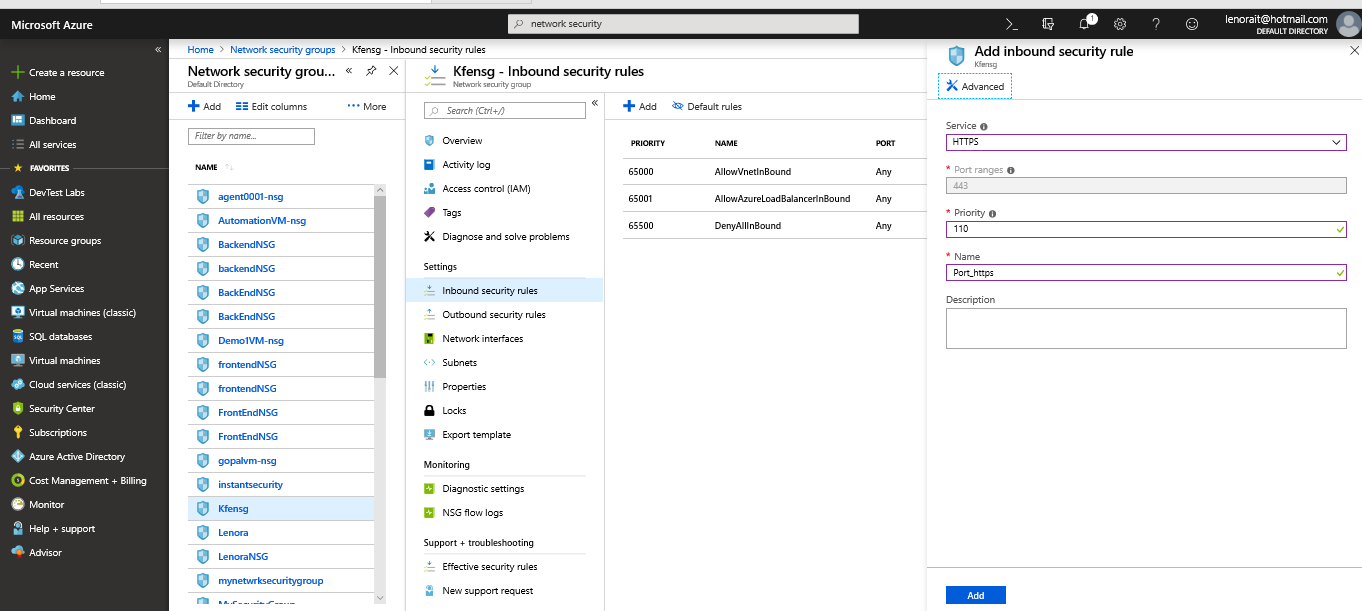 Microsoft Azure
network security
1
lenorait@hotmail.com
DEFAULT DIRECTORY
Create a resource
Home
Dashboard
All services
FAVORITES
DevTest Labs
All resources
Resource groups
Recent
App Services
Virtual machines (classic)
SQL databases
Virtual machines
Cloud services (classic)
Security Center
Subscriptions
Azure Active Directory
Cost Management + Billing
Monitor
Help + support
Advisor
Home > Network security groups > Kfensg - Inbound security rules
Network security grou...
Default Directory
Add Edit columns ••• More
Filter by name...
NAME
agent0001-nsg
AutomationVM-nsg
BackendNSG
backendNSG
BackEndNSG
BackEndNSG
Demo1VM-nsg
frontendNSG
frontendNSG
FrontEndNSG
FrontEndNSG
gopalvm-nsg
instantsecurity
Kfensg
Lenora
LenoraNSG
mynetwrksecuritygroup
MySecurityGroup
Kfensg - Inbound security rules
Network security group
Search (Ctrl+/)
Overview
Activity log
Access control (IAM)
Tags
Diagnose and solve problems
Settings
Inbound security rules
Outbound security rules
Network interfaces
Subnets
Properties
Locks
Export template
Monitoring
Diagnostic settings
NSG flow logs
Support + troubleshooting
Effective security rules
New support request
Add Default rules
PRIORITY NAME PORT
65000 AllowVnetInBound Any
65001 AllowAzureLoadBalancerInBound Any
65500 DenyAllInBound Any
Add inbound security rule
Kfensg
Advanced
Service
HTTPS
* Port ranges
443
* Priority
110
* Name
Port_https
Description
Add